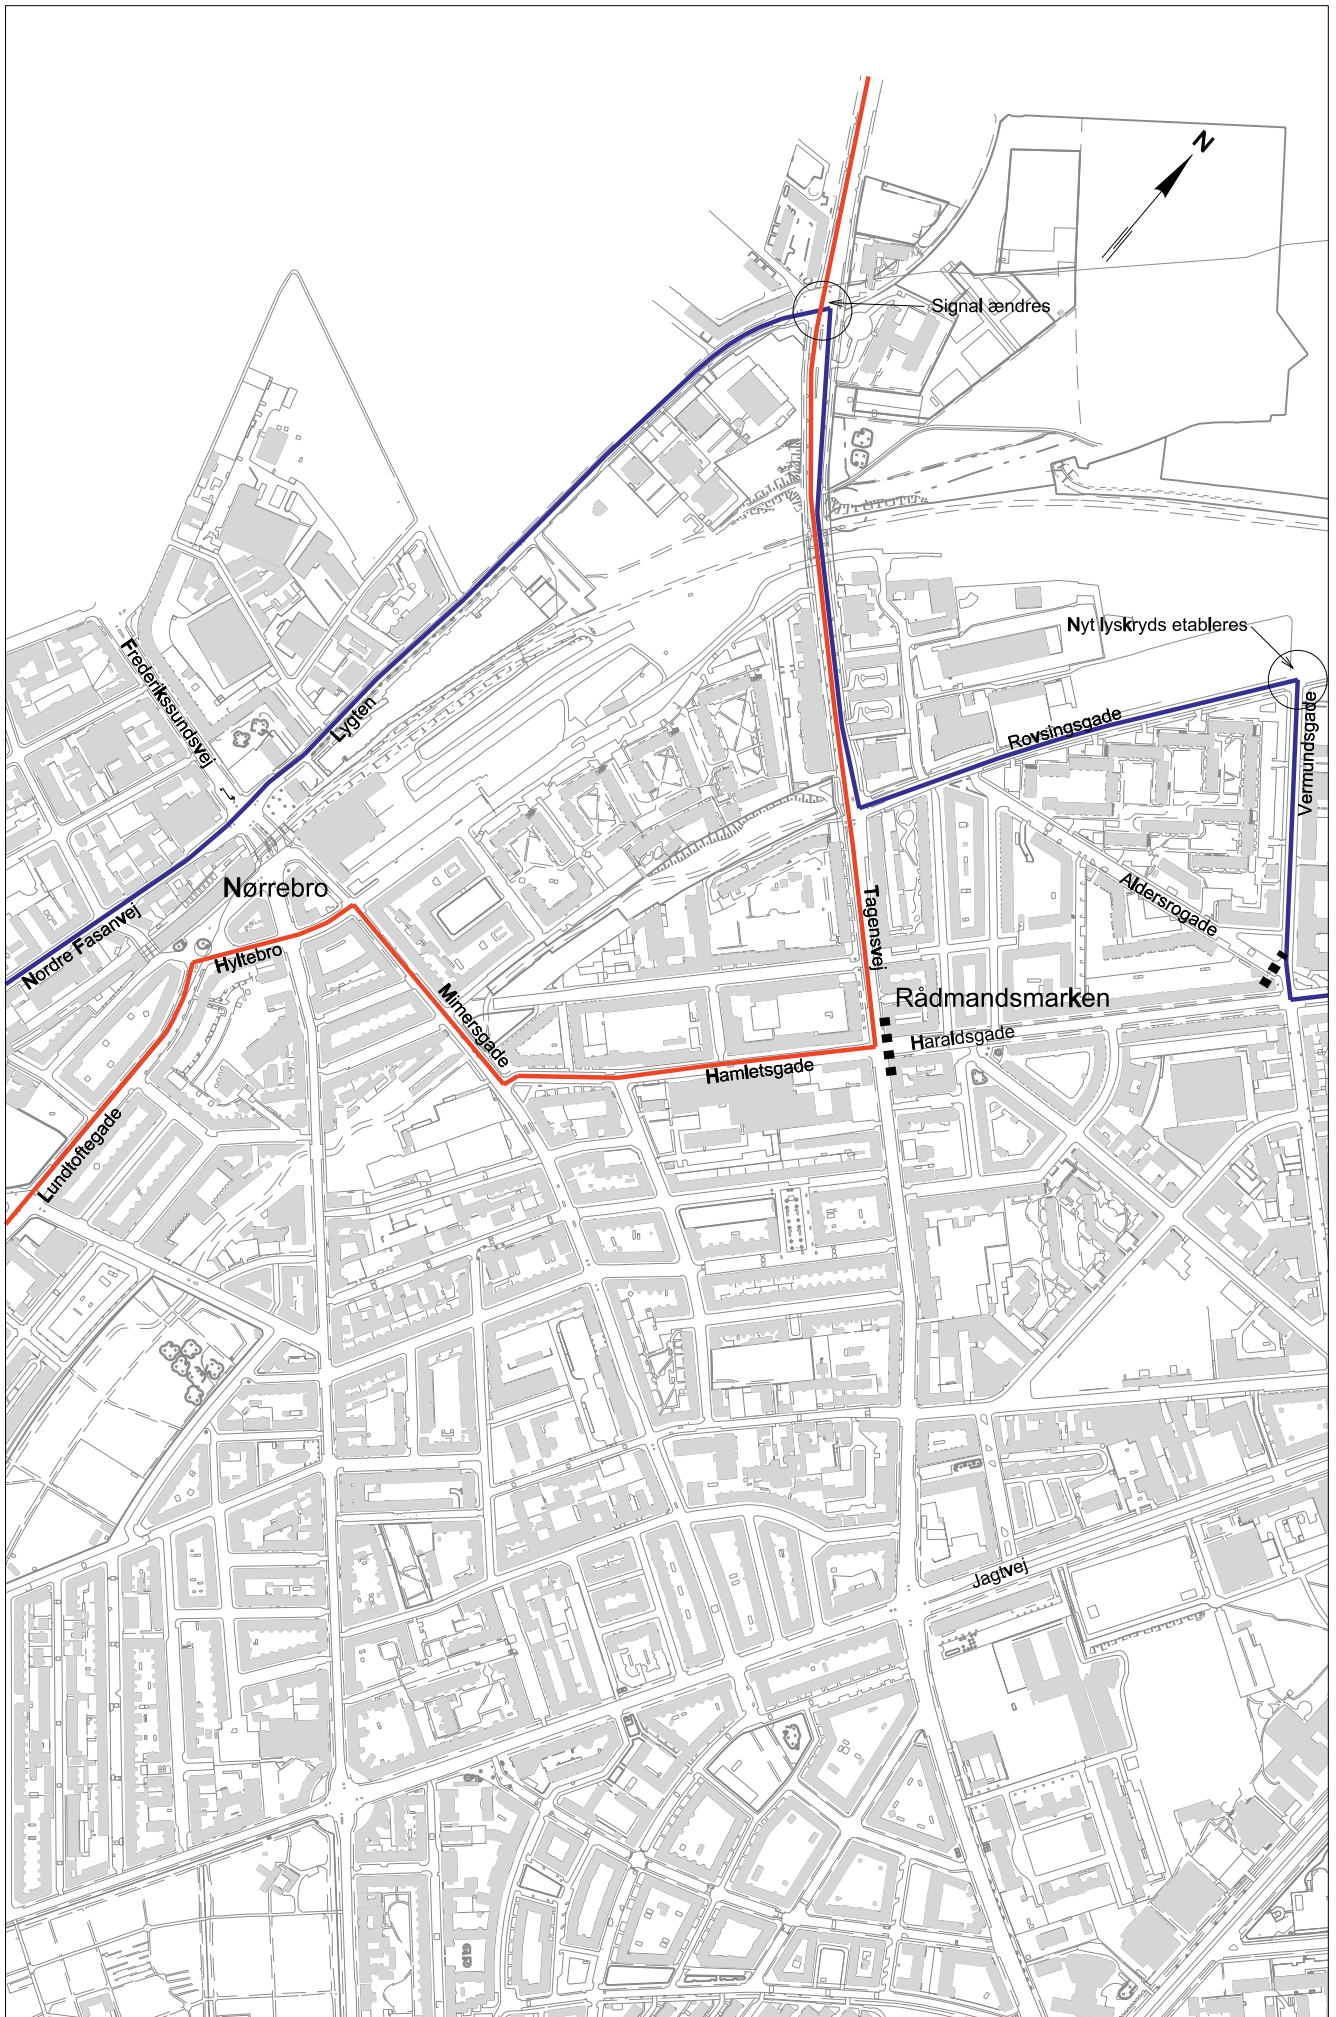 N
Signal ændres
Nyt lyskryds etableres
Frederikssundsvej
Lygten
Rovsingsgade
Vermundsgade
Nørrebro
Aldersrogade
Nordre Fasanvej
Hyltebro
Tagensvej
Mimersgade
Rådmandsmarken
Haraldsgade
Hamletsgade
Lundtoftegade
Jagtvej